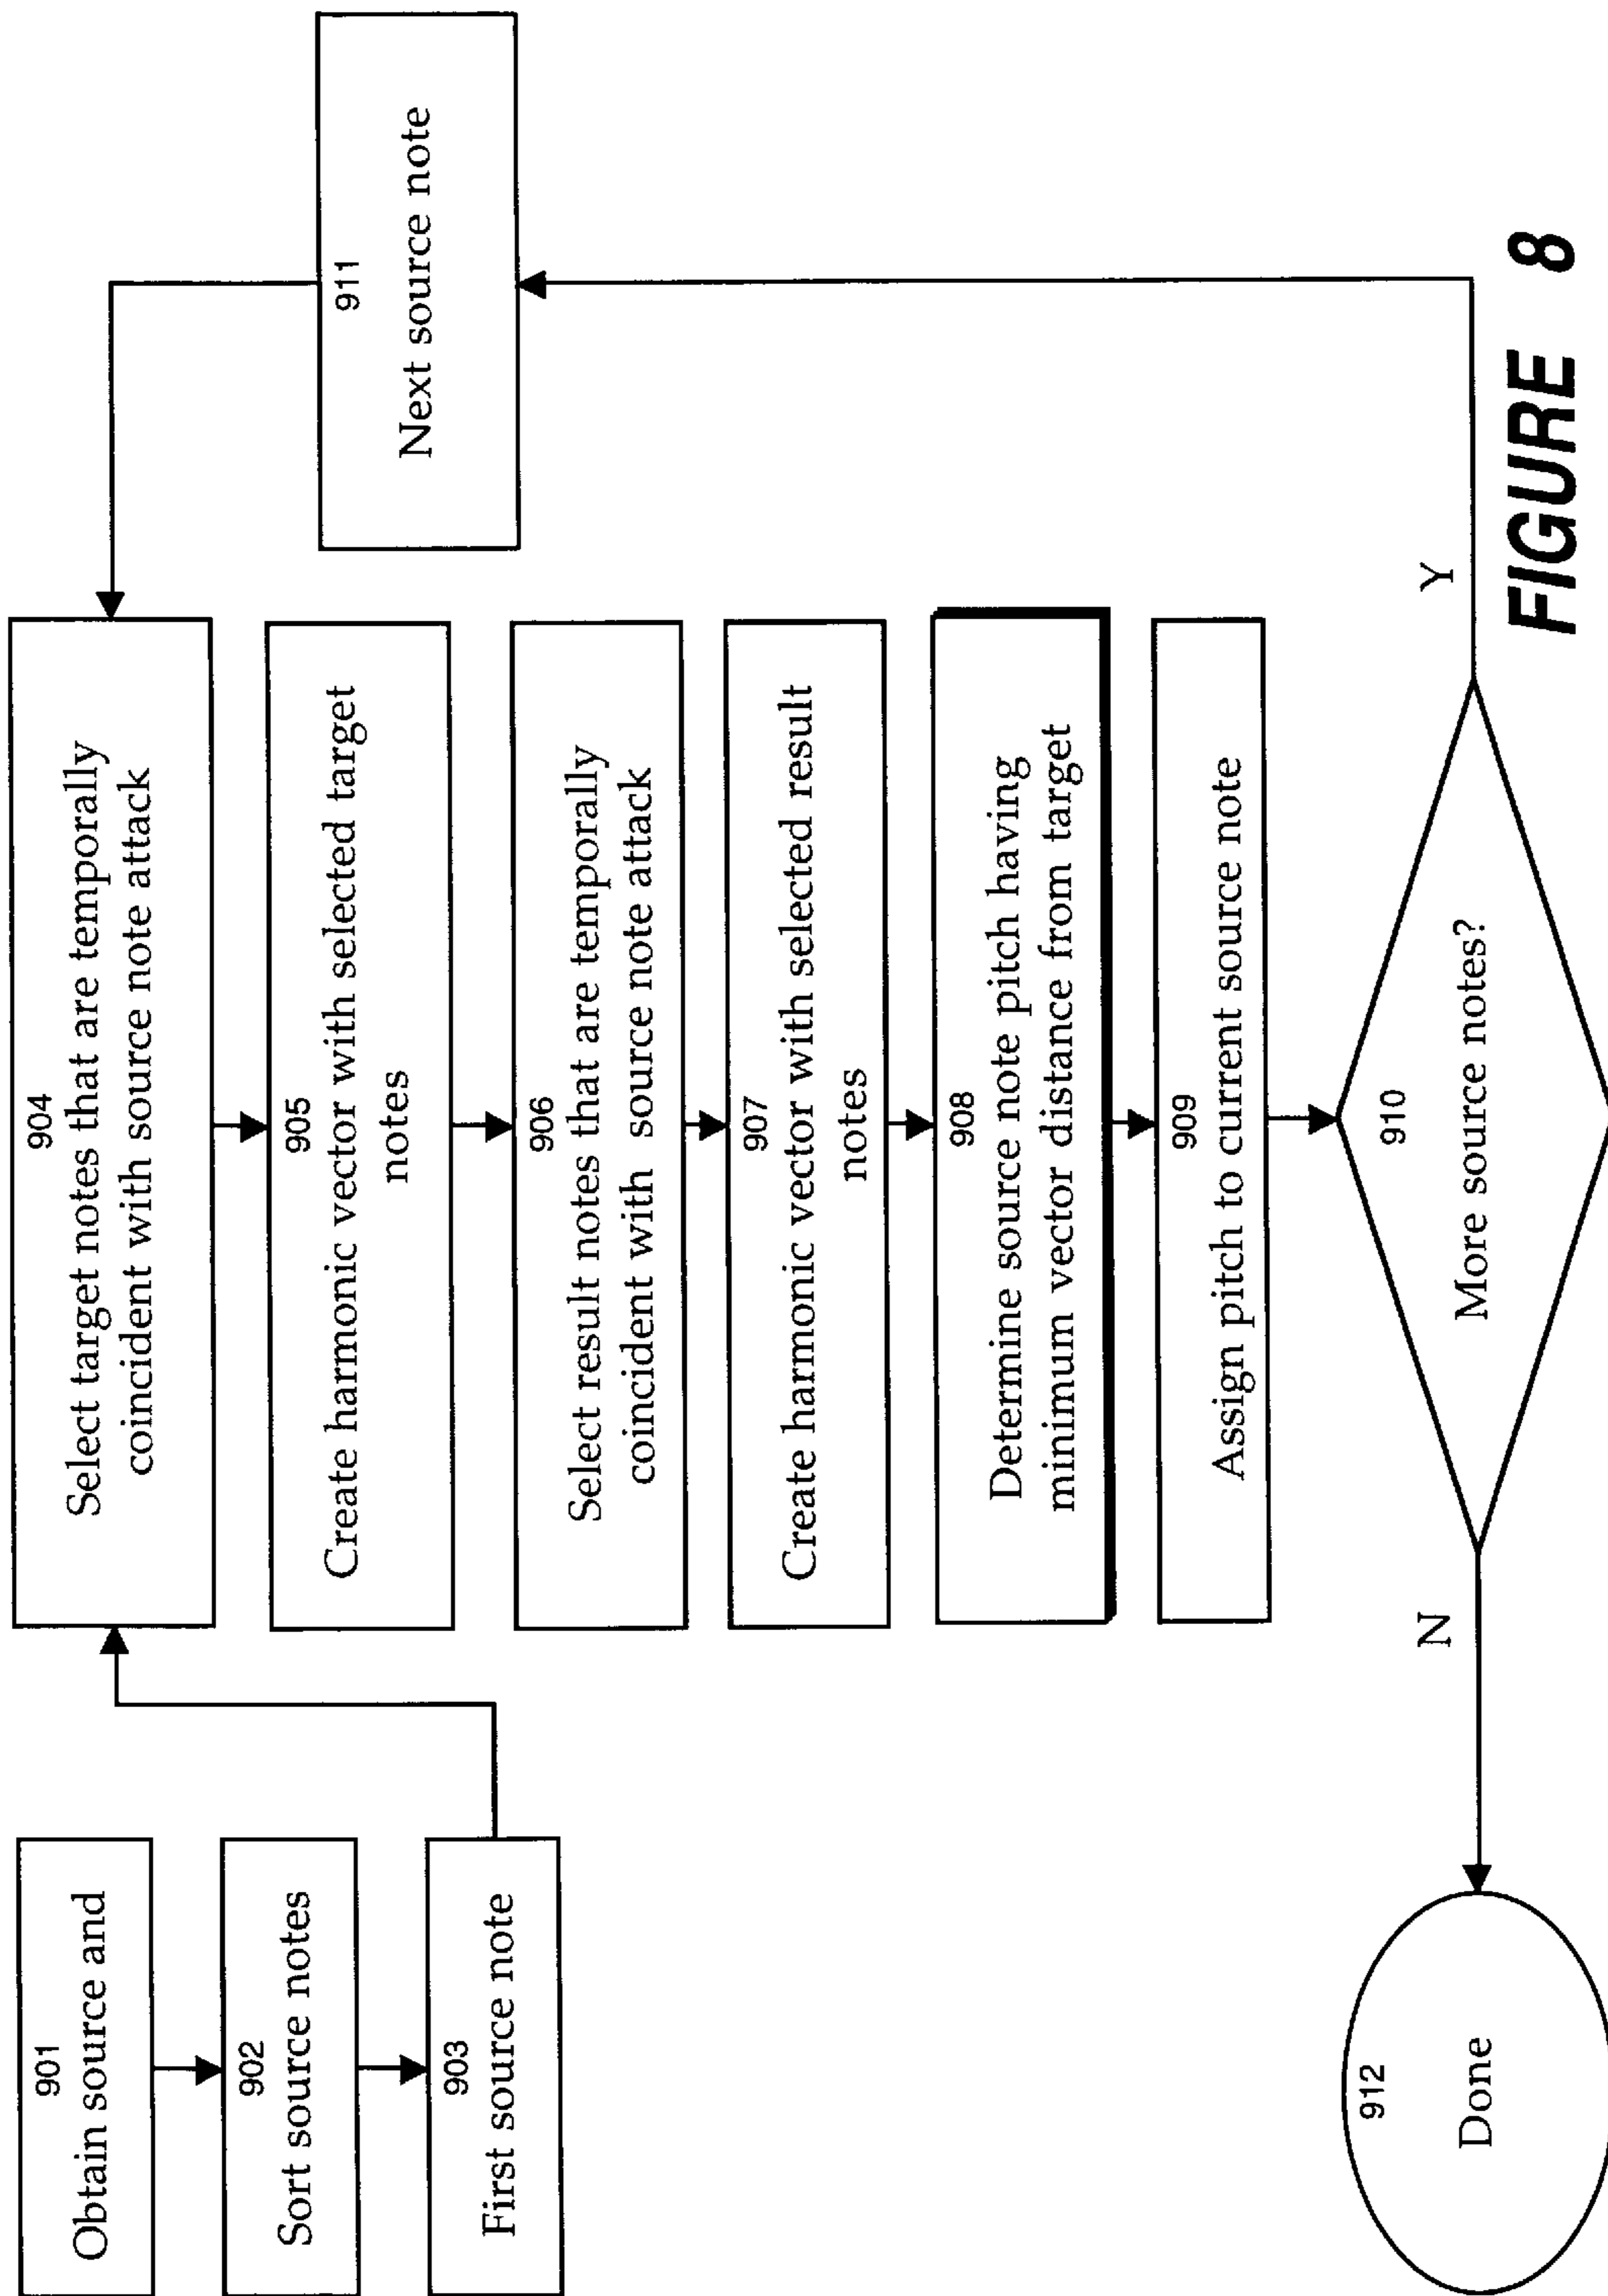 901
Obtain source and
902
Sort source notes
903
First source note
904
Select target notes that are temporally
coincident with source note attack
905
Create harmonic vector with selected target
notes
906
Select result notes that are temporally
coincident with source note attack
907
Create harmonic vector with selected result
notes
908
Determine source note pitch having
minimum vector distance from target
909
Assign pitch to current source note
910
More source notes?
Y
N
911
Next source note
912
Done
FIGURE 8